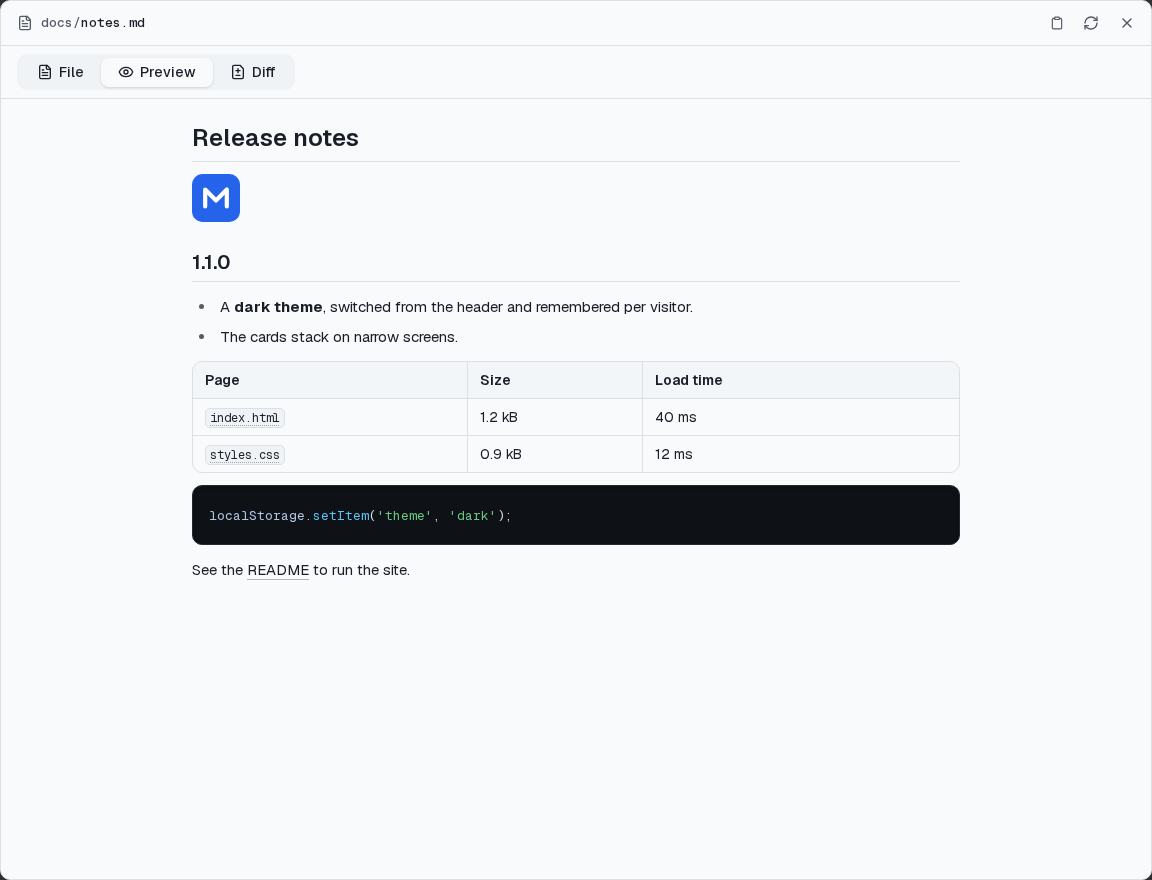 docs/notes.md
File Preview Diff
Release notes
M
1.1.0
A dark theme, switched from the header and remembered per visitor.
The cards stack on narrow screens.
Page Size Load time
index.html 1.2 kB 40 ms
styles.css 0.9 kB 12 ms
localStorage.setItem('theme', 'dark');
See the README to run the site.